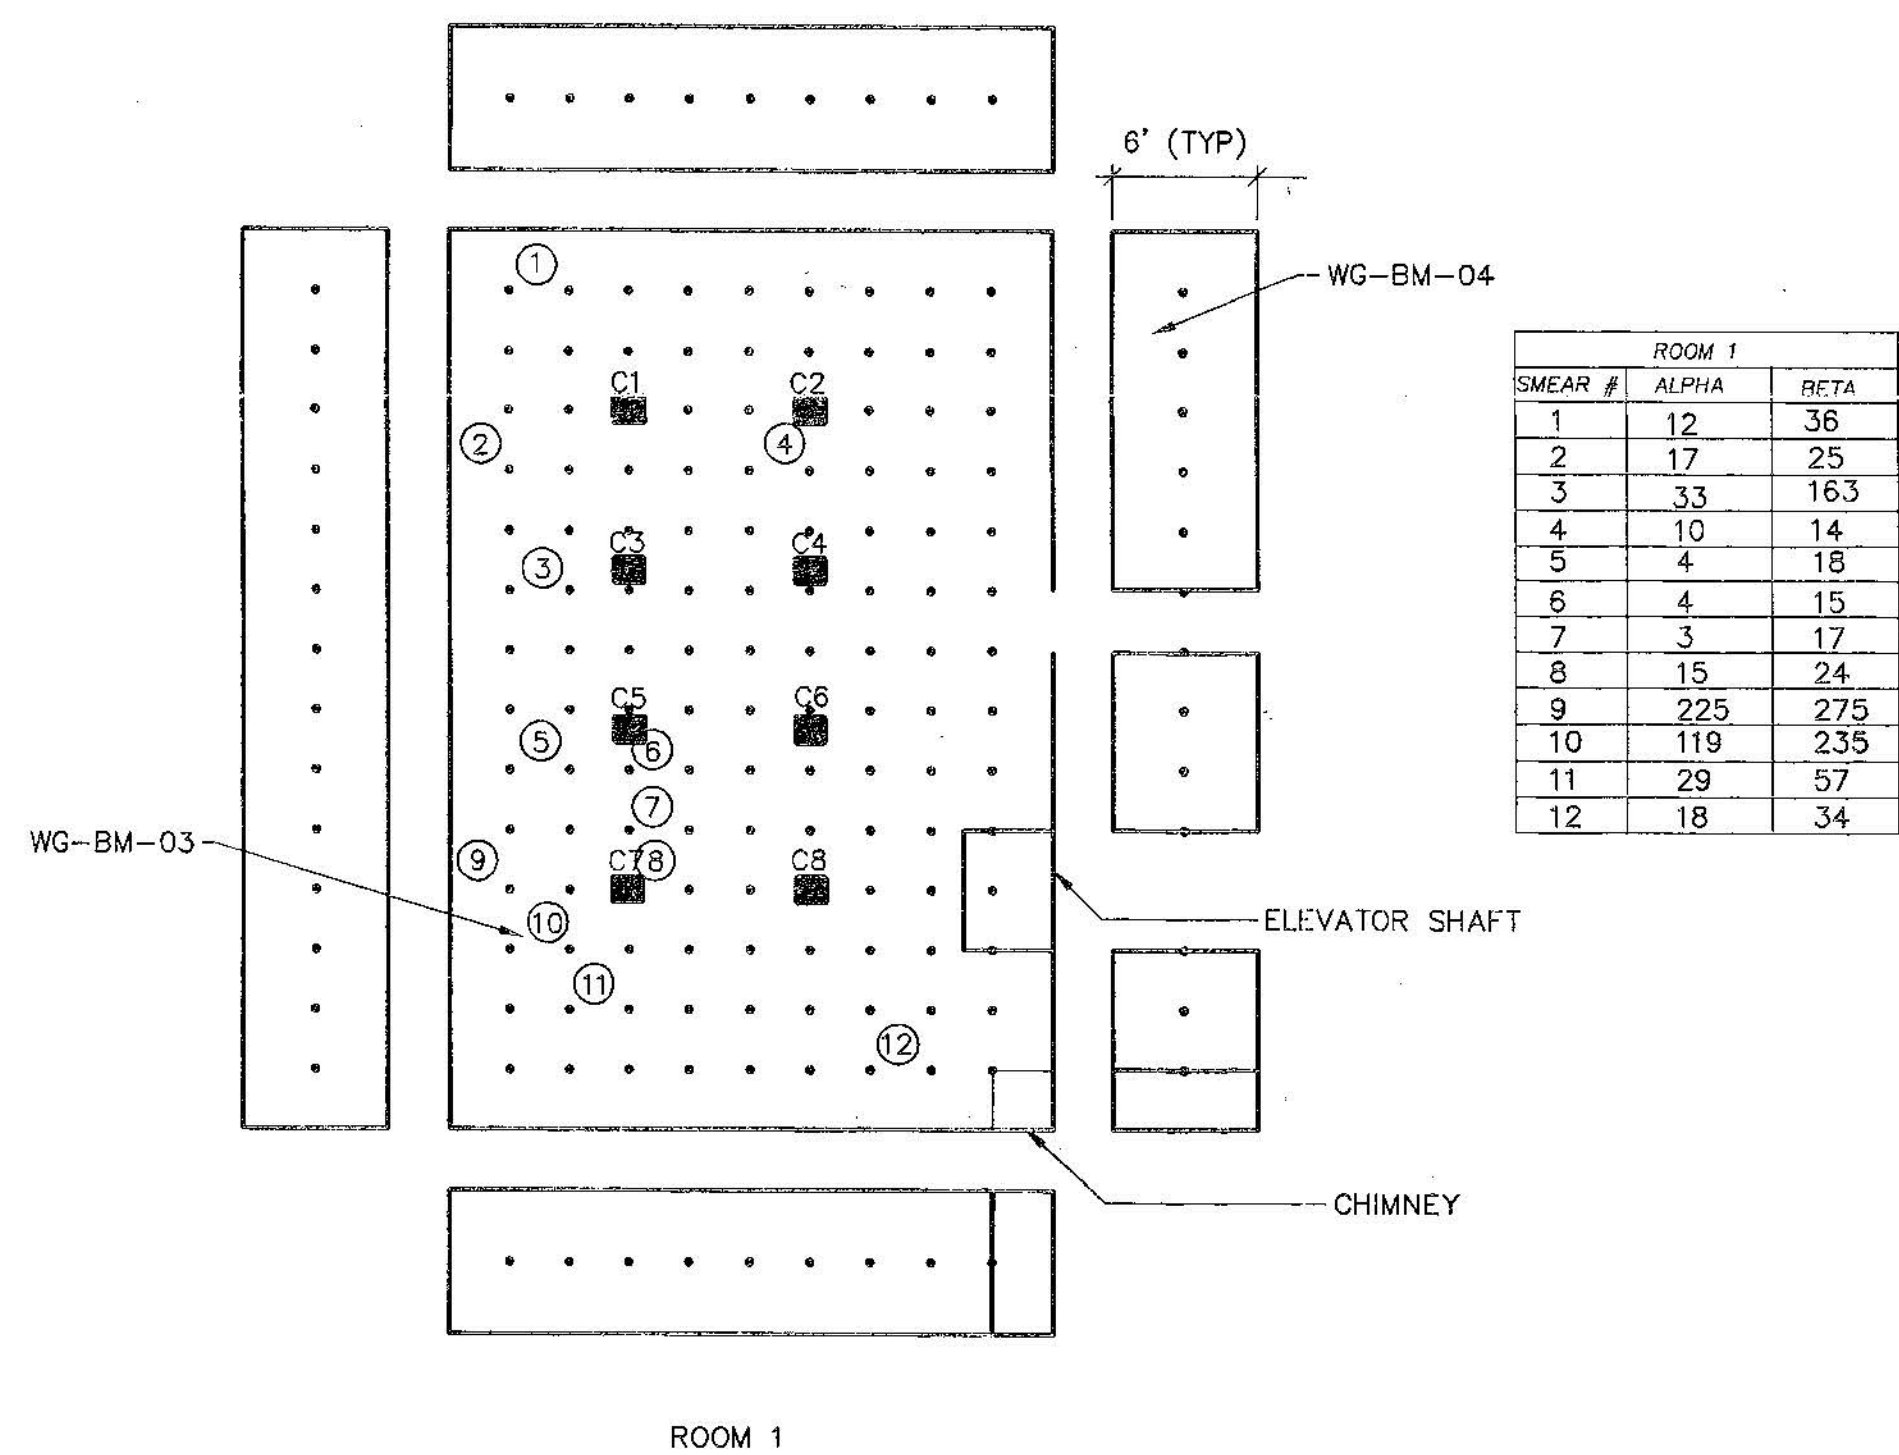 6' (TYP)
1
WG-BM-04
C1
C2
2
4
C3
C4
3
C5
C6
5
6
7
WG-BM-03
9
C7
8
C8
10
ELEVATOR SHAFT
11
12
CHIMNEY
ROOM 1
SMEAR # ALPHA BETA
1 12 36
2 17 25
3 33 163
4 10 14
5 4 18
6 4 15
7 3 17
8 15 24
9 225 275
10 119 235
11 29 57
12 18 34
ROOM 1